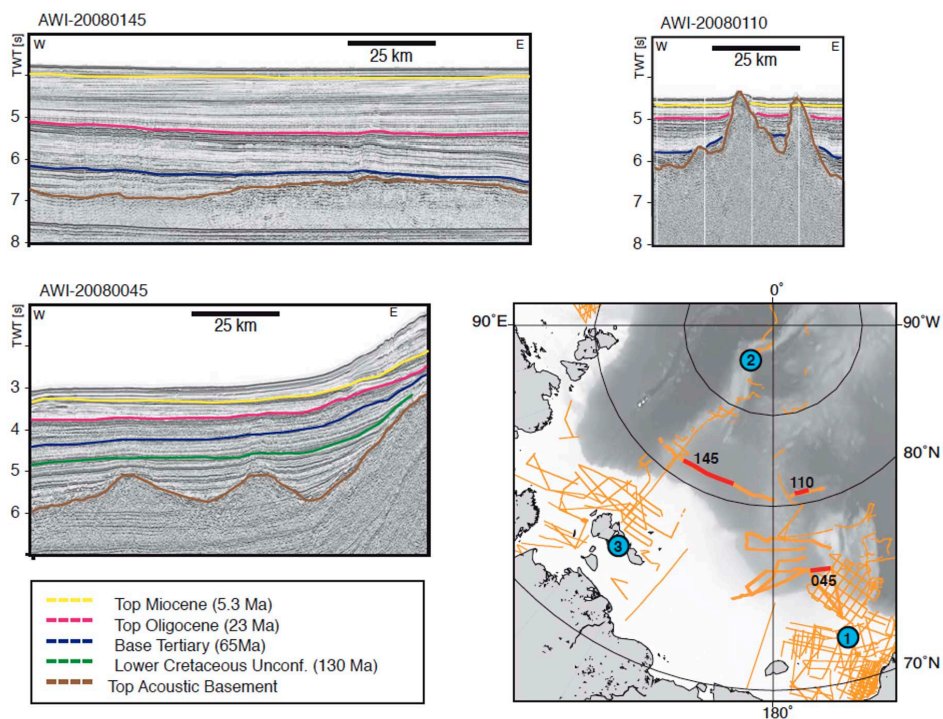 AWI-20080145
TWT [s]
W
E
25 km
5
6
7
8
AWI-20080110
TWT [s]
W
E
25 km
5
6
7
8
AWI-20080045
TWT [s]
W
E
25 km
3
4
5
6
Top Miocene (5.3 Ma)
Top Oligocene (23 Ma)
Base Tertiary (65Ma)
Lower Cretaceous Unconf. (130 Ma)
Top Acoustic Basement
0˚
90˚E
90˚W
2
145
80˚N
110
3
045
1
70˚N
180˚